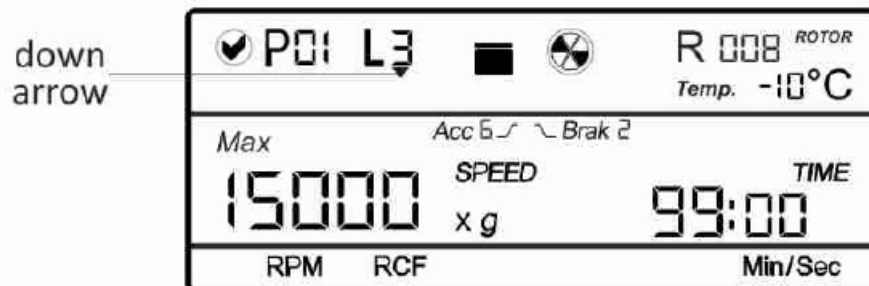 down
arrow
P01 L3 R 008 ROTOR
Temp. -10°C
Max Acc 6 Brak 2
SPEED TIME
15000 x g 99:00
RPM RCF Min/Sec